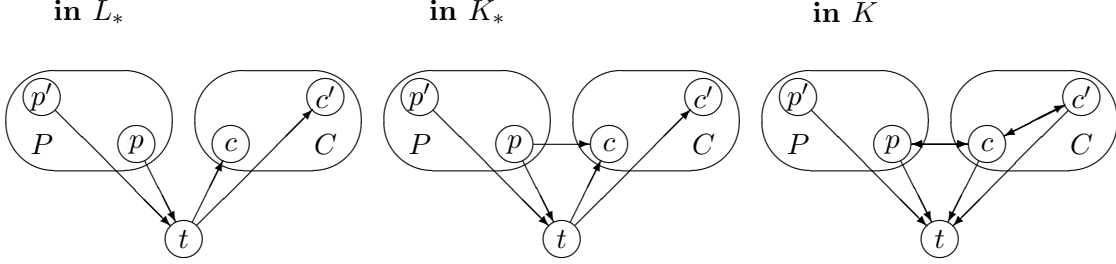 in L∗ in K∗ in K
p′ c′ p′ c′ p′ c′
P p c C P p c C P p c C
t t t